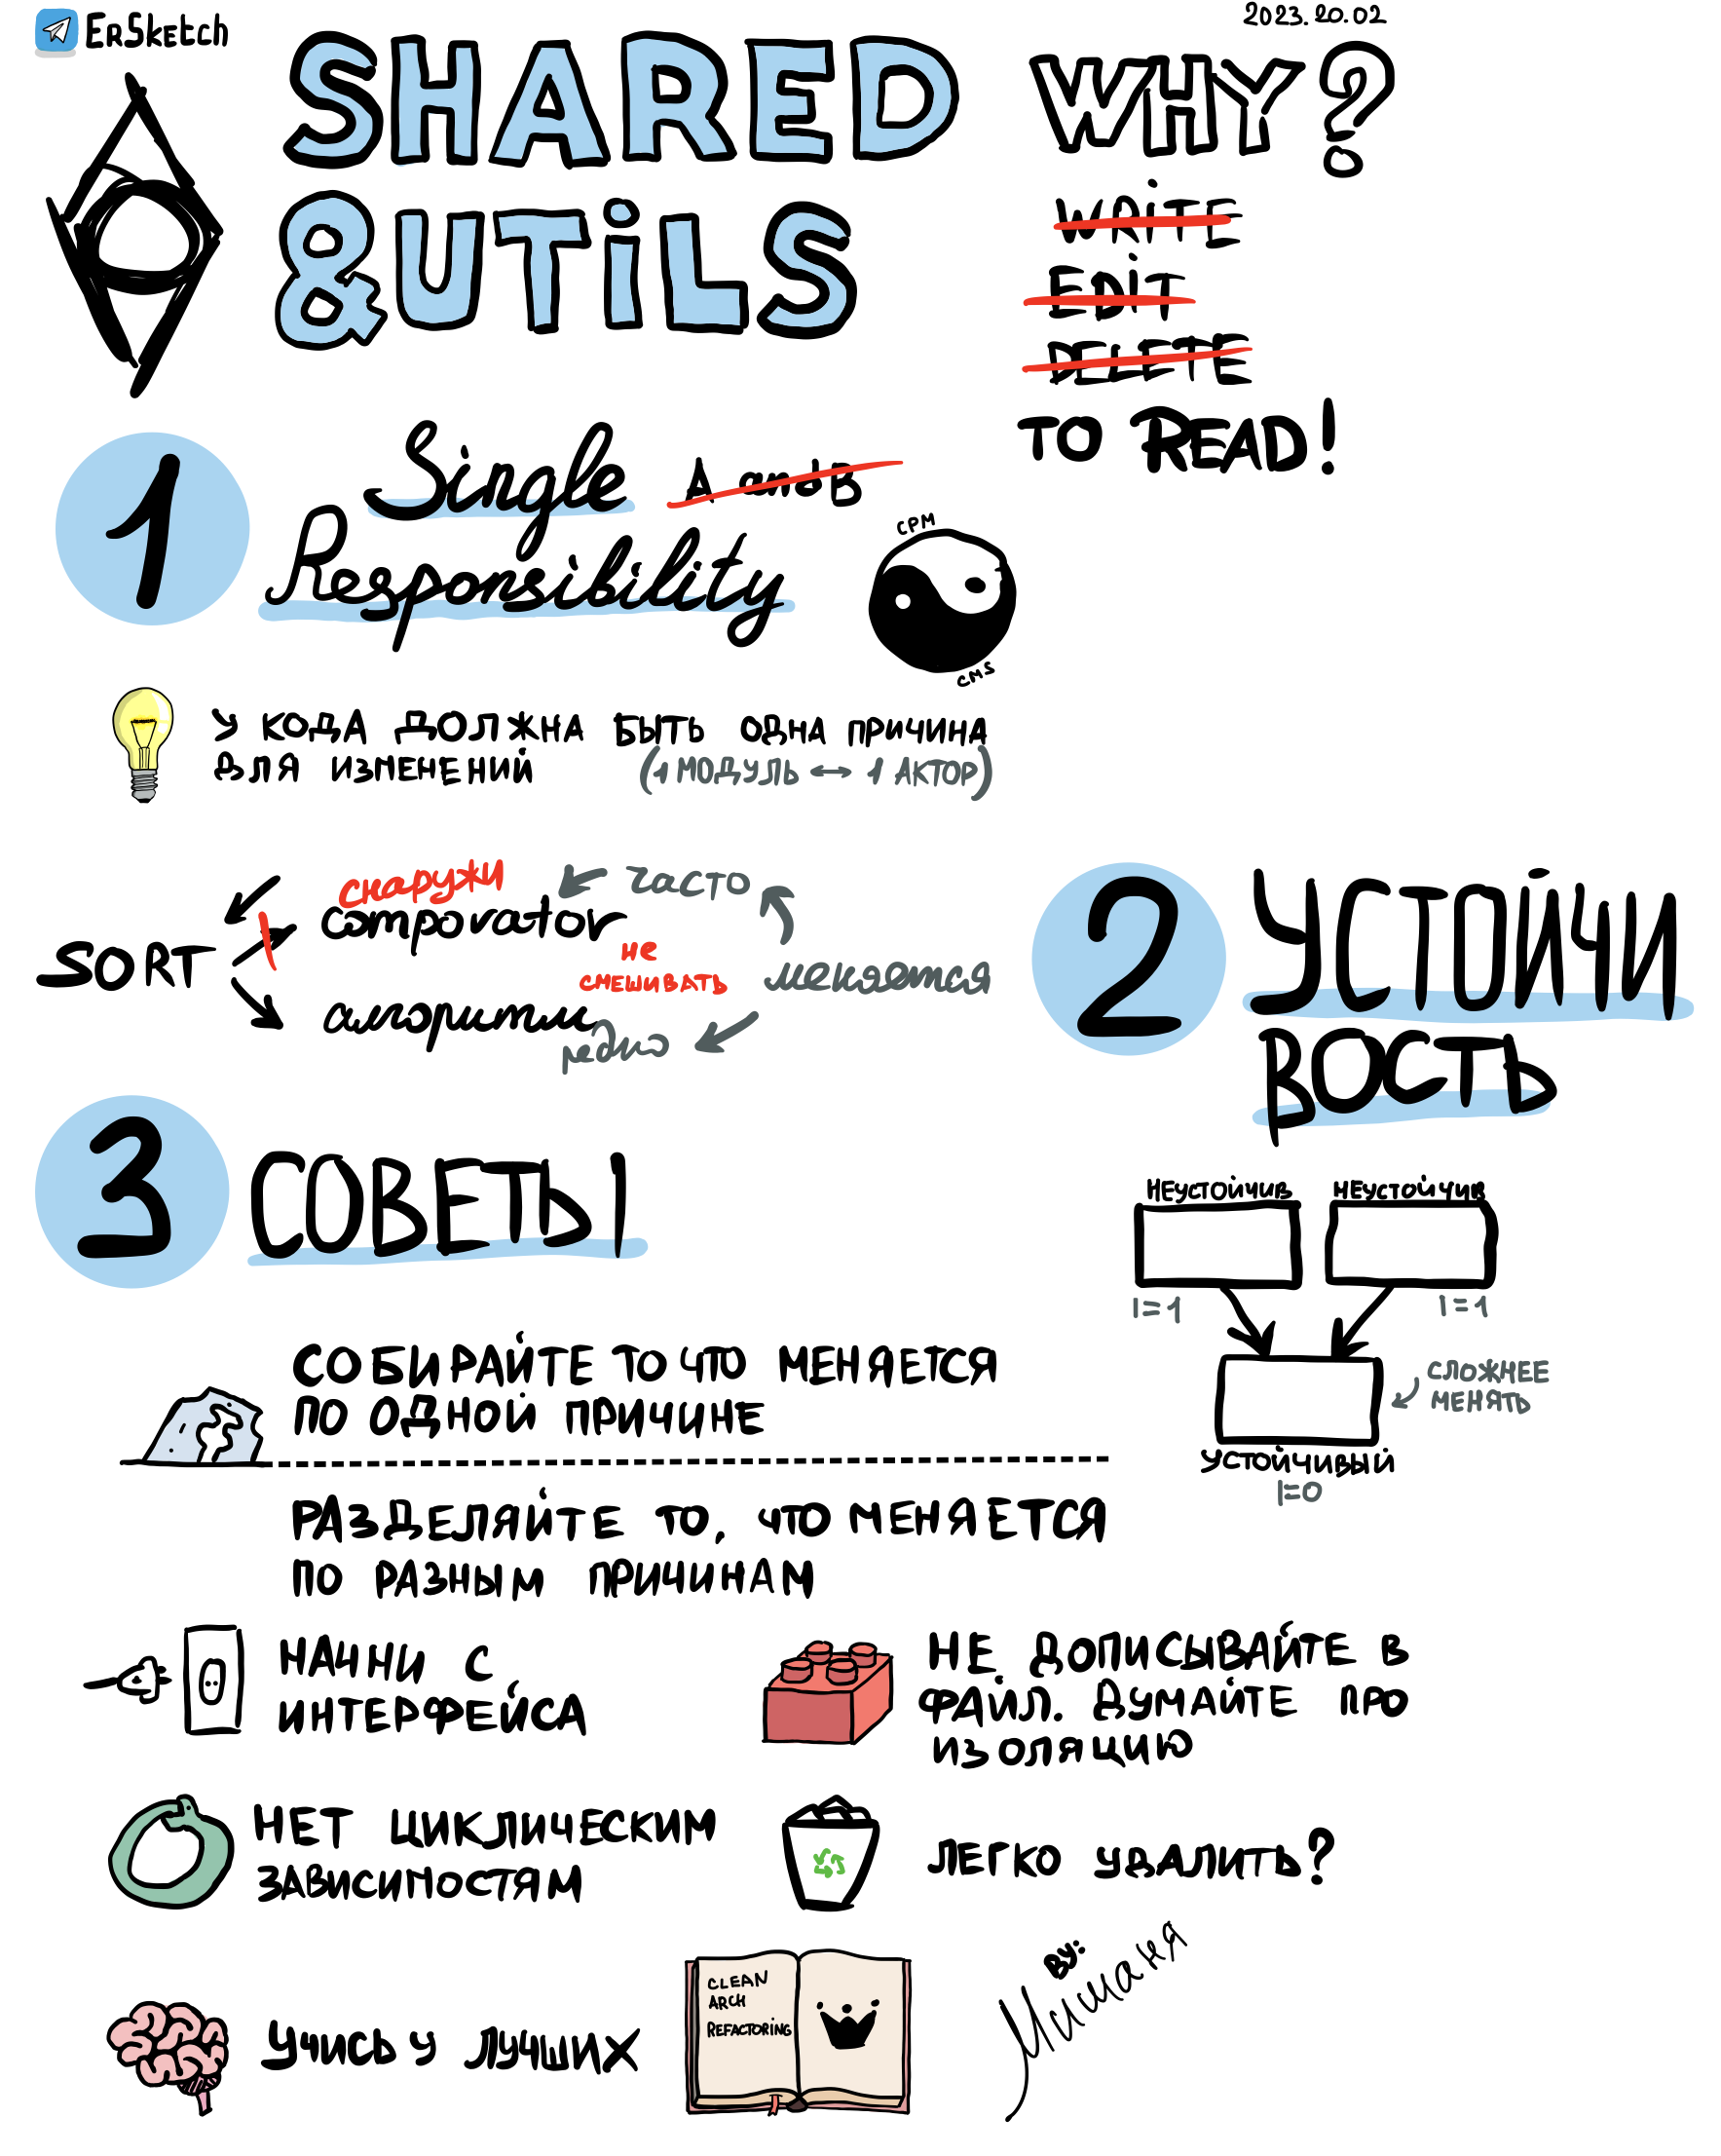 ErSketch
2023.20.02
SHARED
&UTiLS
WHY?
WRiTE
EDiT
DELETE
TO READ!
1
Single
A and B
Responsibility
CPM
CMS
У КОДА ДОЛЖНА БЫТЬ ОДНА ПРИЧИНА
ДЛЯ ИЗМЕНЕНИЙ (1 МОДУЛЬ ↔ 1 АКТОР)
SORT
снаружи
comporator
часто
не
смешивать
меняется
алгоритм
редко
2
УСТОЙЧИ
ВОСТЬ
НЕУСТОЙЧИВ
НЕУСТОЙЧИВ
I=1
I=1
СЛОЖНЕЕ
МЕНЯТЬ
УСТОЙЧИВЫЙ
I=0
3
СОВЕТЫ
СОБИРАЙТЕ ТО ЧТО МЕНЯЕТСЯ
ПО ОДНОЙ ПРИЧИНЕ
РАЗДЕЛЯЙТЕ ТО, ЧТО МЕНЯЕТСЯ
ПО РАЗНЫМ ПРИЧИНАМ
НАЧНИ С
ИНТЕРФЕЙСА
НЕ ДОПИСЫВАЙТЕ В
ФАЙЛ. ДУМАЙТЕ ПРО
ИЗОЛЯЦИЮ
НЕТ ЦИКЛИЧЕСКИМ
ЗАВИСИМОСТЯМ
ЛЕГКО УДАЛИТЬ?
УЧИСЬ У ЛУЧШИХ
CLEAN
ARCH
REFACTORiNG
BY:
Мишаня